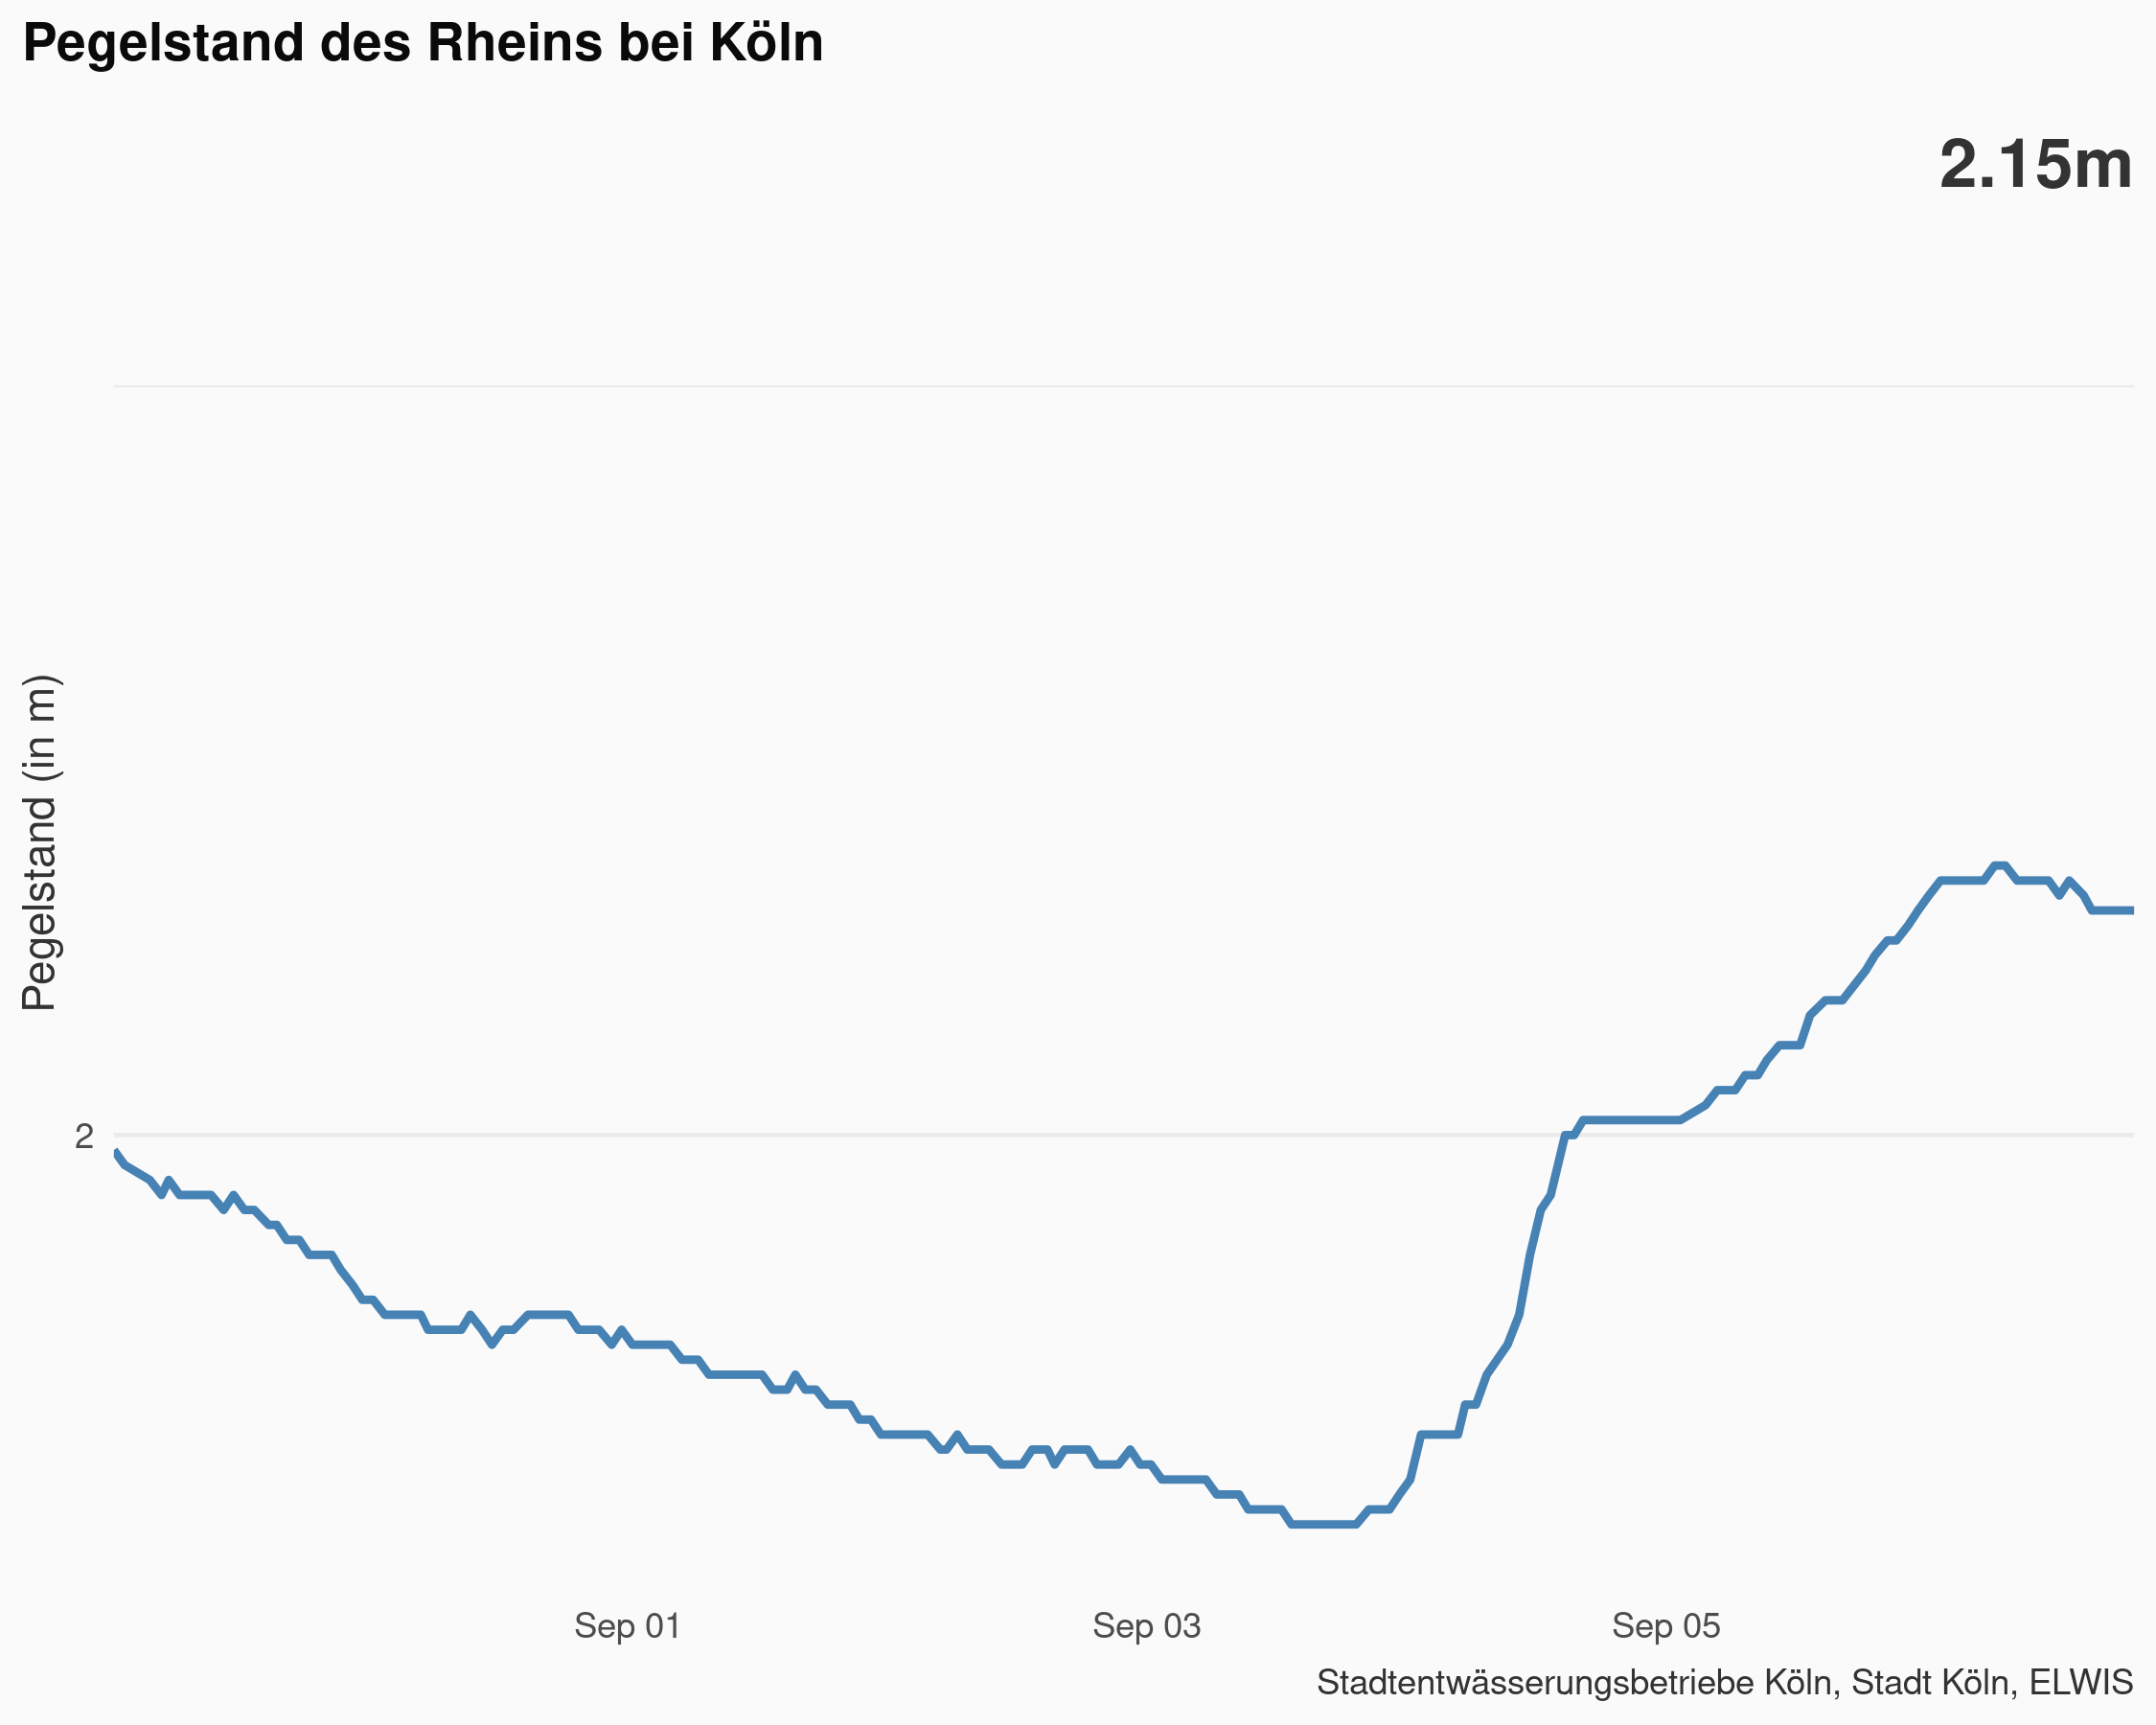 Pegelstand des Rheins bei Köln
2.15m
Pegelstand (in m)
2
Sep 01
Sep 03
Sep 05
Stadtentwässerungsbetriebe Köln, Stadt Köln, ELWIS